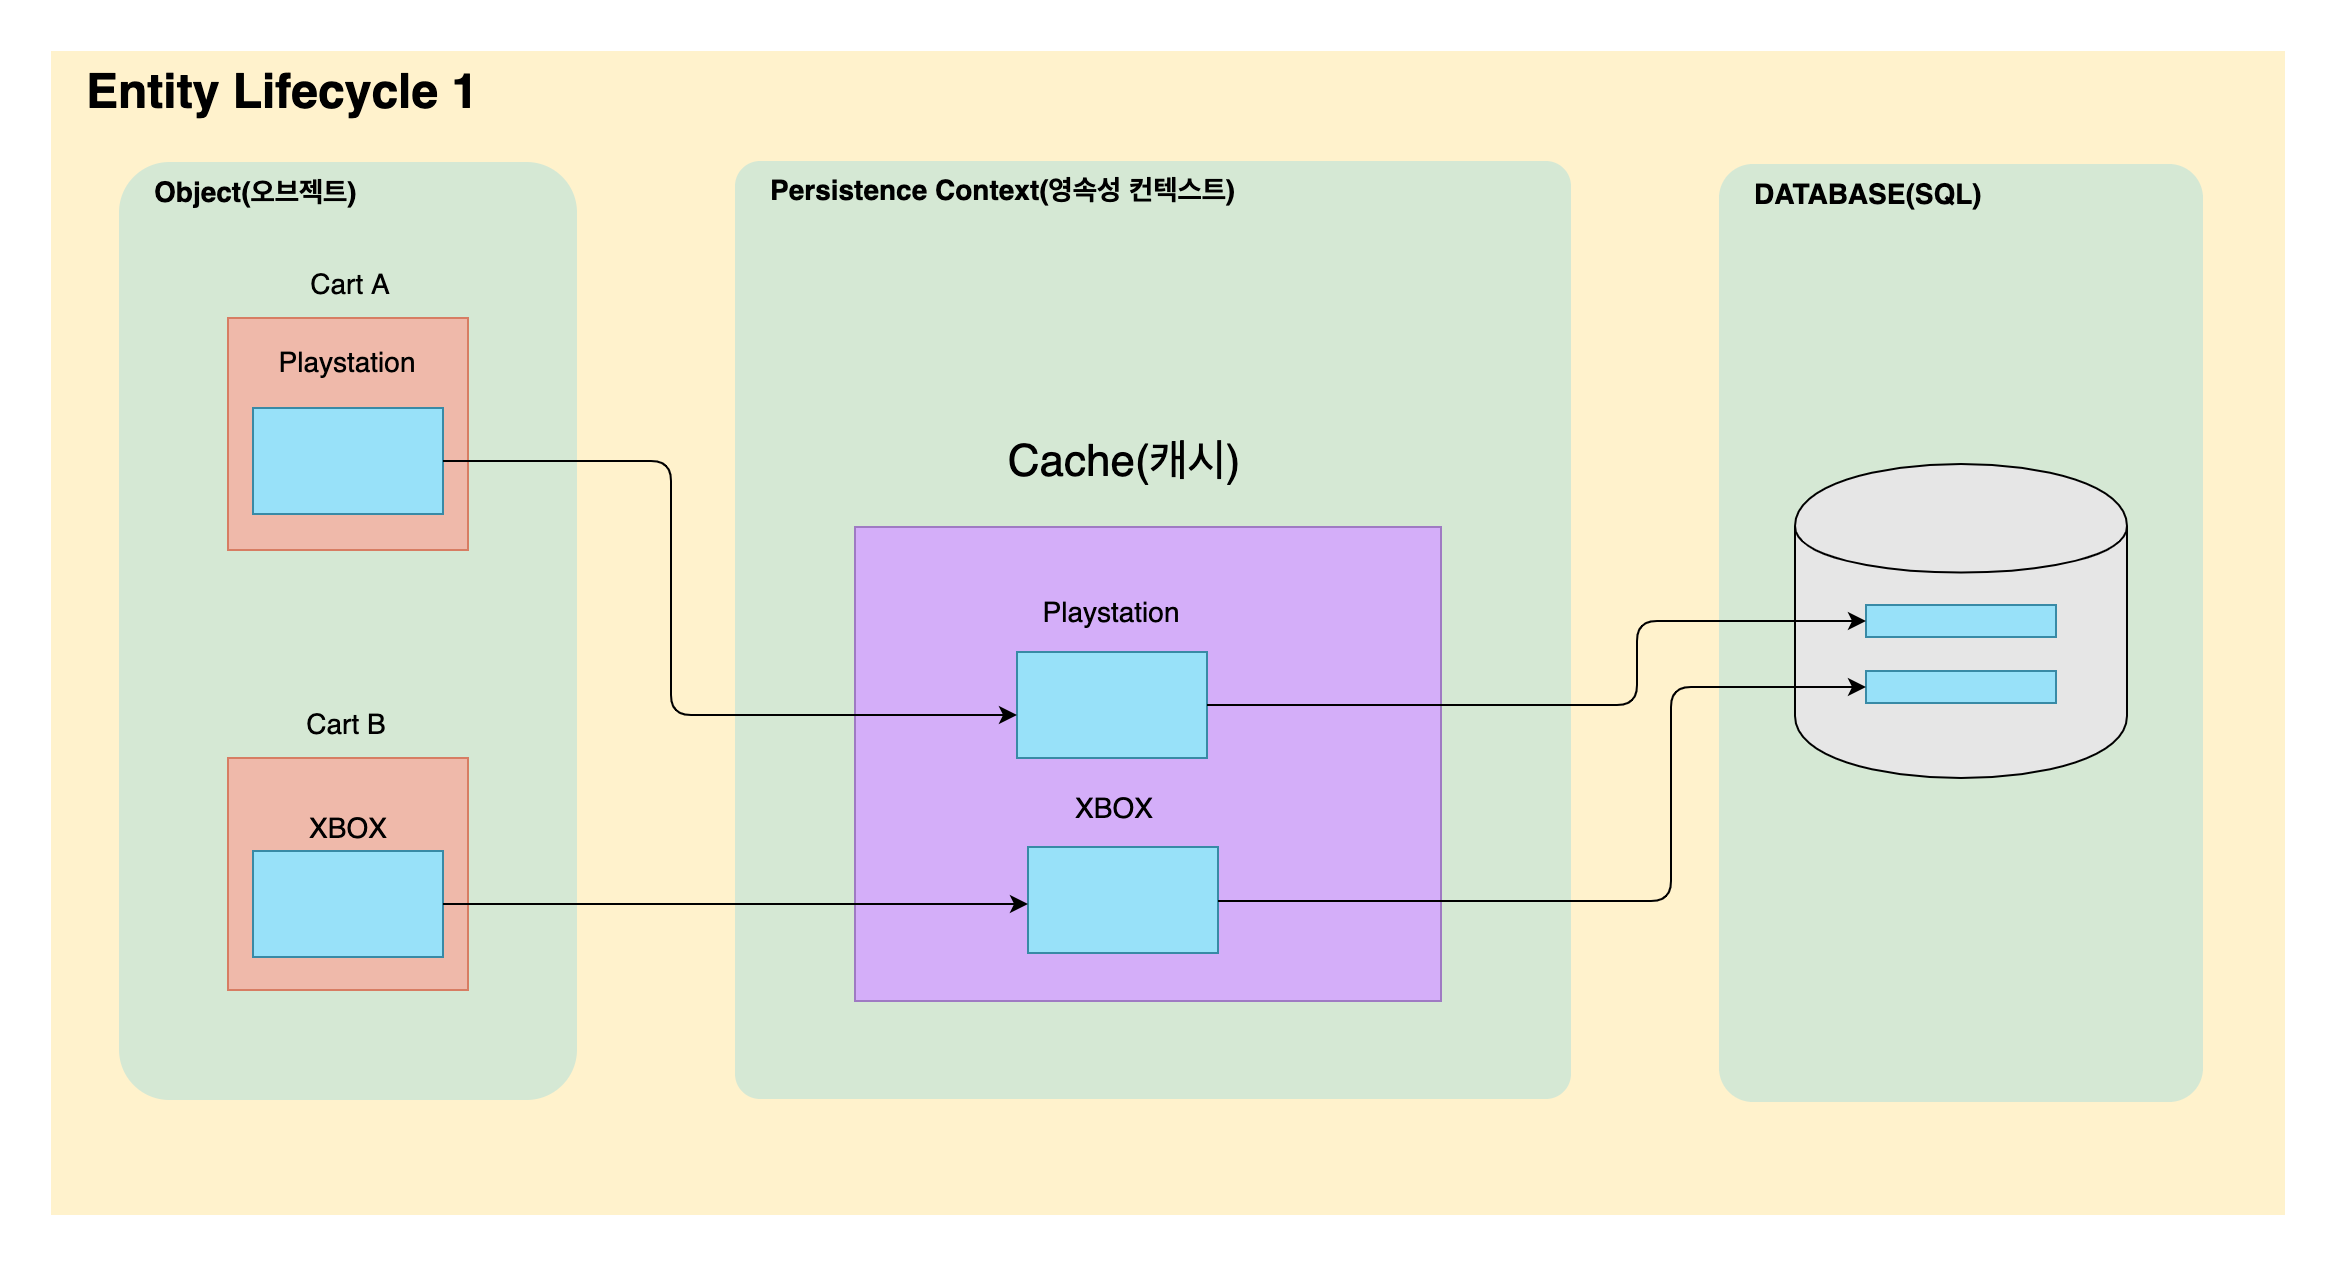 Entity Lifecycle 1
Object(오브젝트)
Cart A
Playstation
Cart B
XBOX
Persistence Context(영속성 컨텍스트)
Cache(캐시)
Playstation
XBOX
DATABASE(SQL)